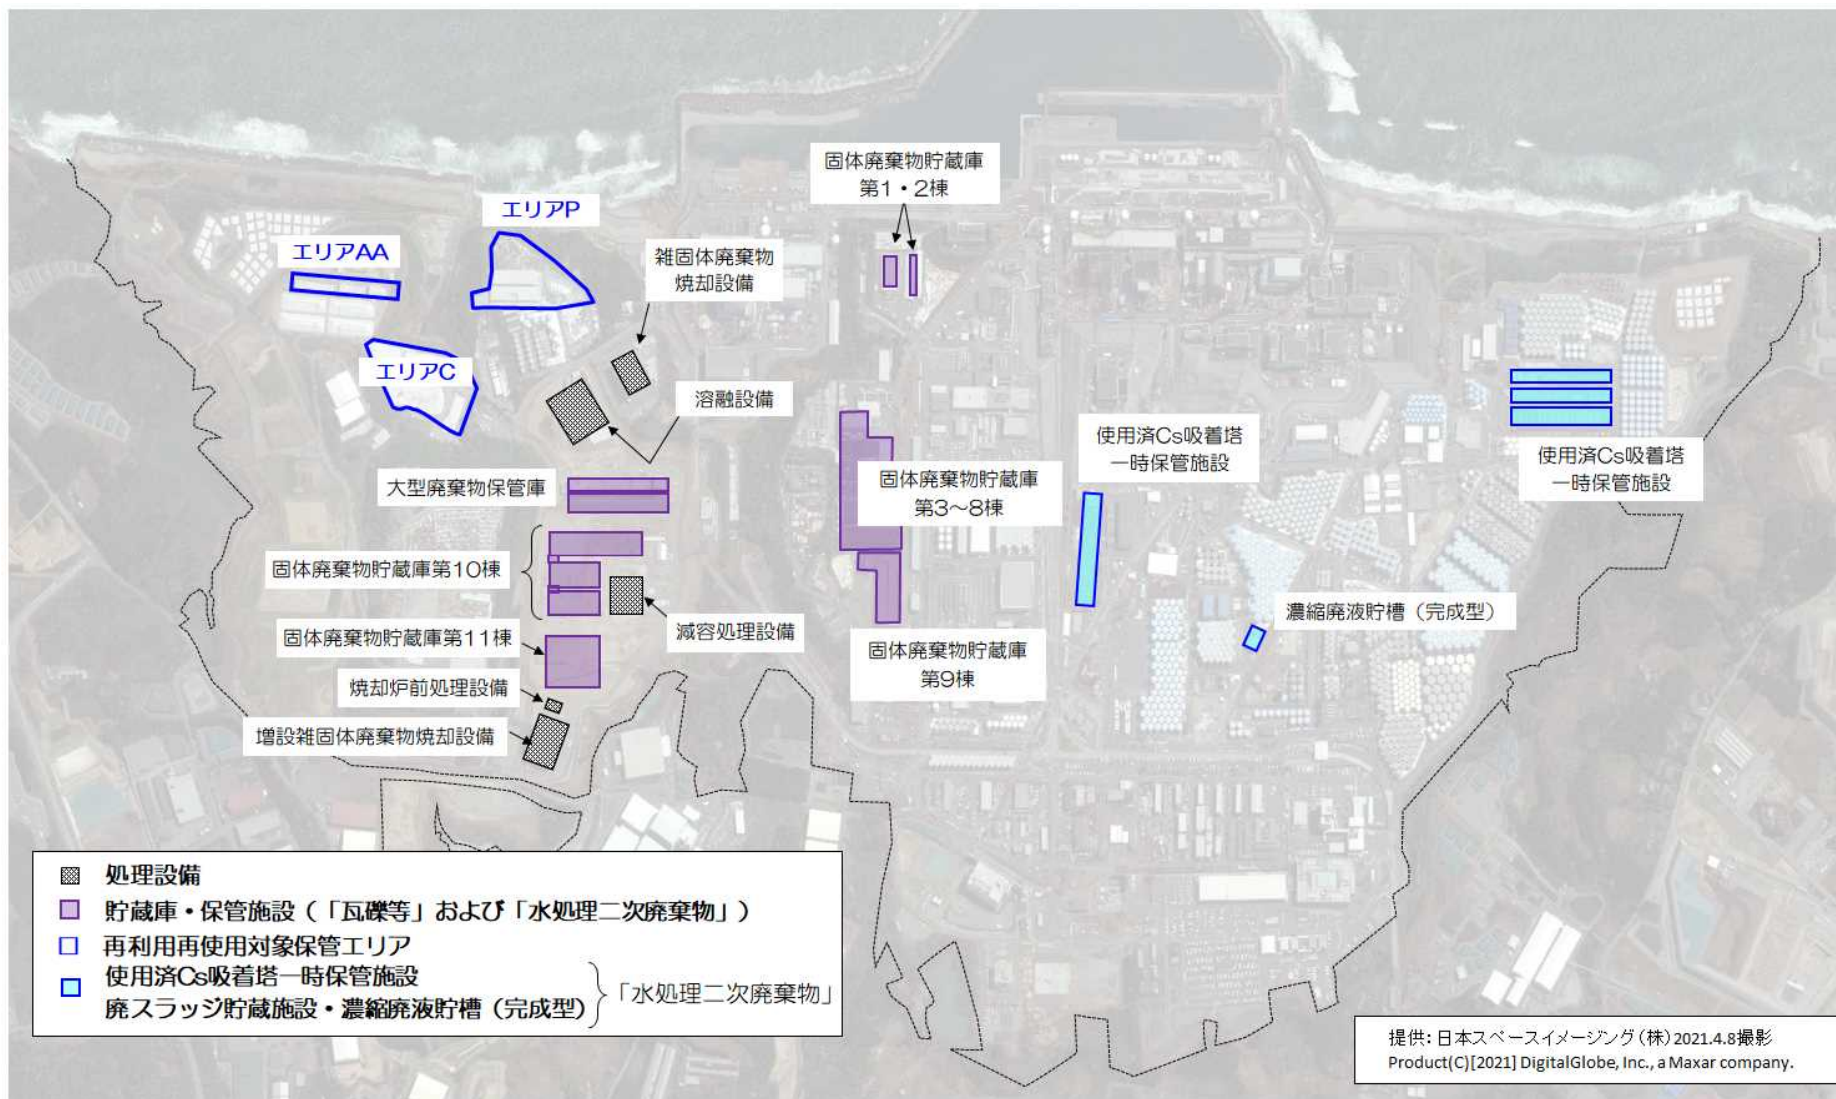 固体廃棄物貯蔵庫
第1・2棟
エリアP
エリアAA
雑固体廃棄物
焼却設備
エリアC
溶融設備
使用済Cs吸着塔
一時保管施設
使用済Cs吸着塔
一時保管施設
大型廃棄物保管庫
固体廃棄物貯蔵庫
第3～8棟
固体廃棄物貯蔵庫第10棟
濃縮廃液貯槽（完成型）
固体廃棄物貯蔵庫第11棟
減容処理設備
固体廃棄物貯蔵庫
第9棟
焼却炉前処理設備
増設雑固体廃棄物焼却設備
処理設備
貯蔵庫・保管施設（「瓦礫等」および「水処理二次廃棄物」）
再利用再使用対象保管エリア
使用済Cs吸着塔一時保管施設
廃スラッジ貯蔵施設・濃縮廃液貯槽（完成型）
「水処理二次廃棄物」
提供：日本スペースイメージング（株）2021.4.8撮影
Product(C)[2021] DigitalGlobe, Inc., a Maxar company.